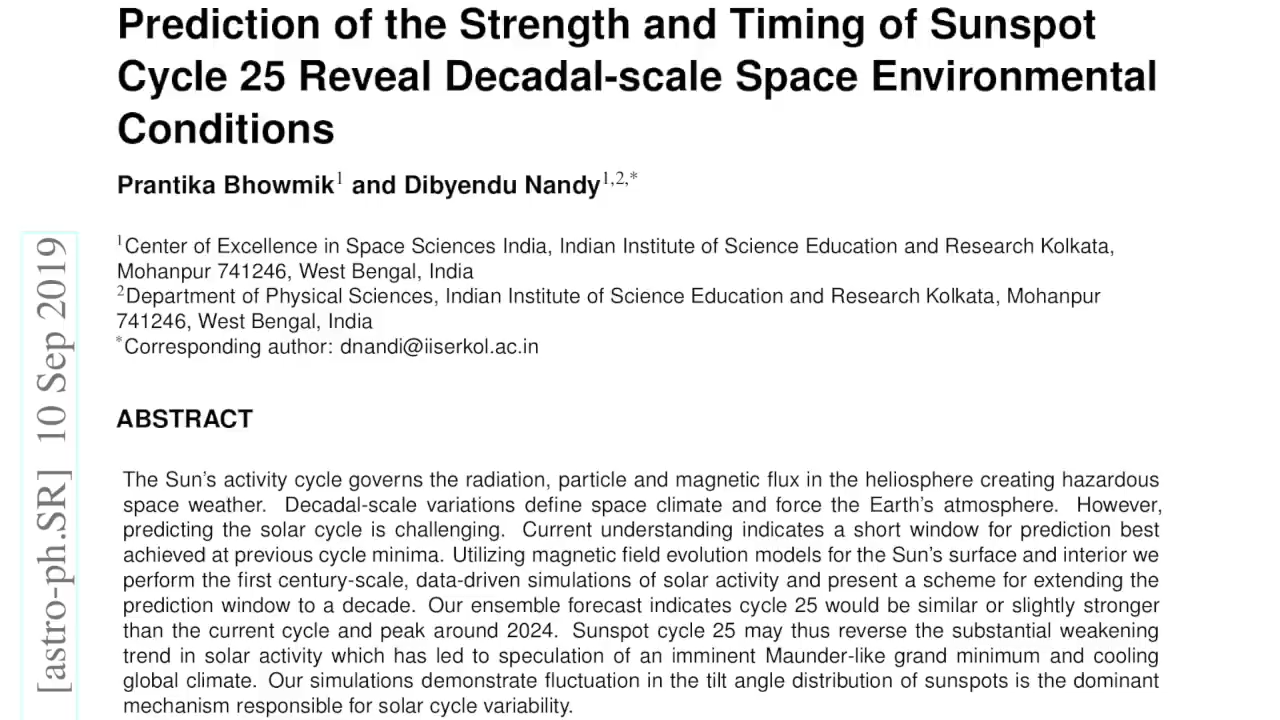 Prediction of the Strength and Timing of Sunspot
Cycle 25 Reveal Decadal-scale Space Environmental
Conditions
Prantika Bhowmik1 and Dibyendu Nandy1,2,*
1Center of Excellence in Space Sciences India, Indian Institute of Science Education and Research Kolkata,
Mohanpur 741246, West Bengal, India
2Department of Physical Sciences, Indian Institute of Science Education and Research Kolkata, Mohanpur
741246, West Bengal, India
*Corresponding author: dnandi@iiserkol.ac.in
ABSTRACT
The Sun's activity cycle governs the radiation, particle and magnetic flux in the heliosphere creating hazardous
space weather. Decadal-scale variations define space climate and force the Earth's atmosphere. However,
predicting the solar cycle is challenging. Current understanding indicates a short window for prediction best
achieved at previous cycle minima. Utilizing magnetic field evolution models for the Sun's surface and interior we
perform the first century-scale, data-driven simulations of solar activity and present a scheme for extending the
prediction window to a decade. Our ensemble forecast indicates cycle 25 would be similar or slightly stronger
than the current cycle and peak around 2024. Sunspot cycle 25 may thus reverse the substantial weakening
trend in solar activity which has led to speculation of an imminent Maunder-like grand minimum and cooling
global climate. Our simulations demonstrate fluctuation in the tilt angle distribution of sunspots is the dominant
mechanism responsible for solar cycle variability.
[astro-ph.SR] 10 Sep 2019